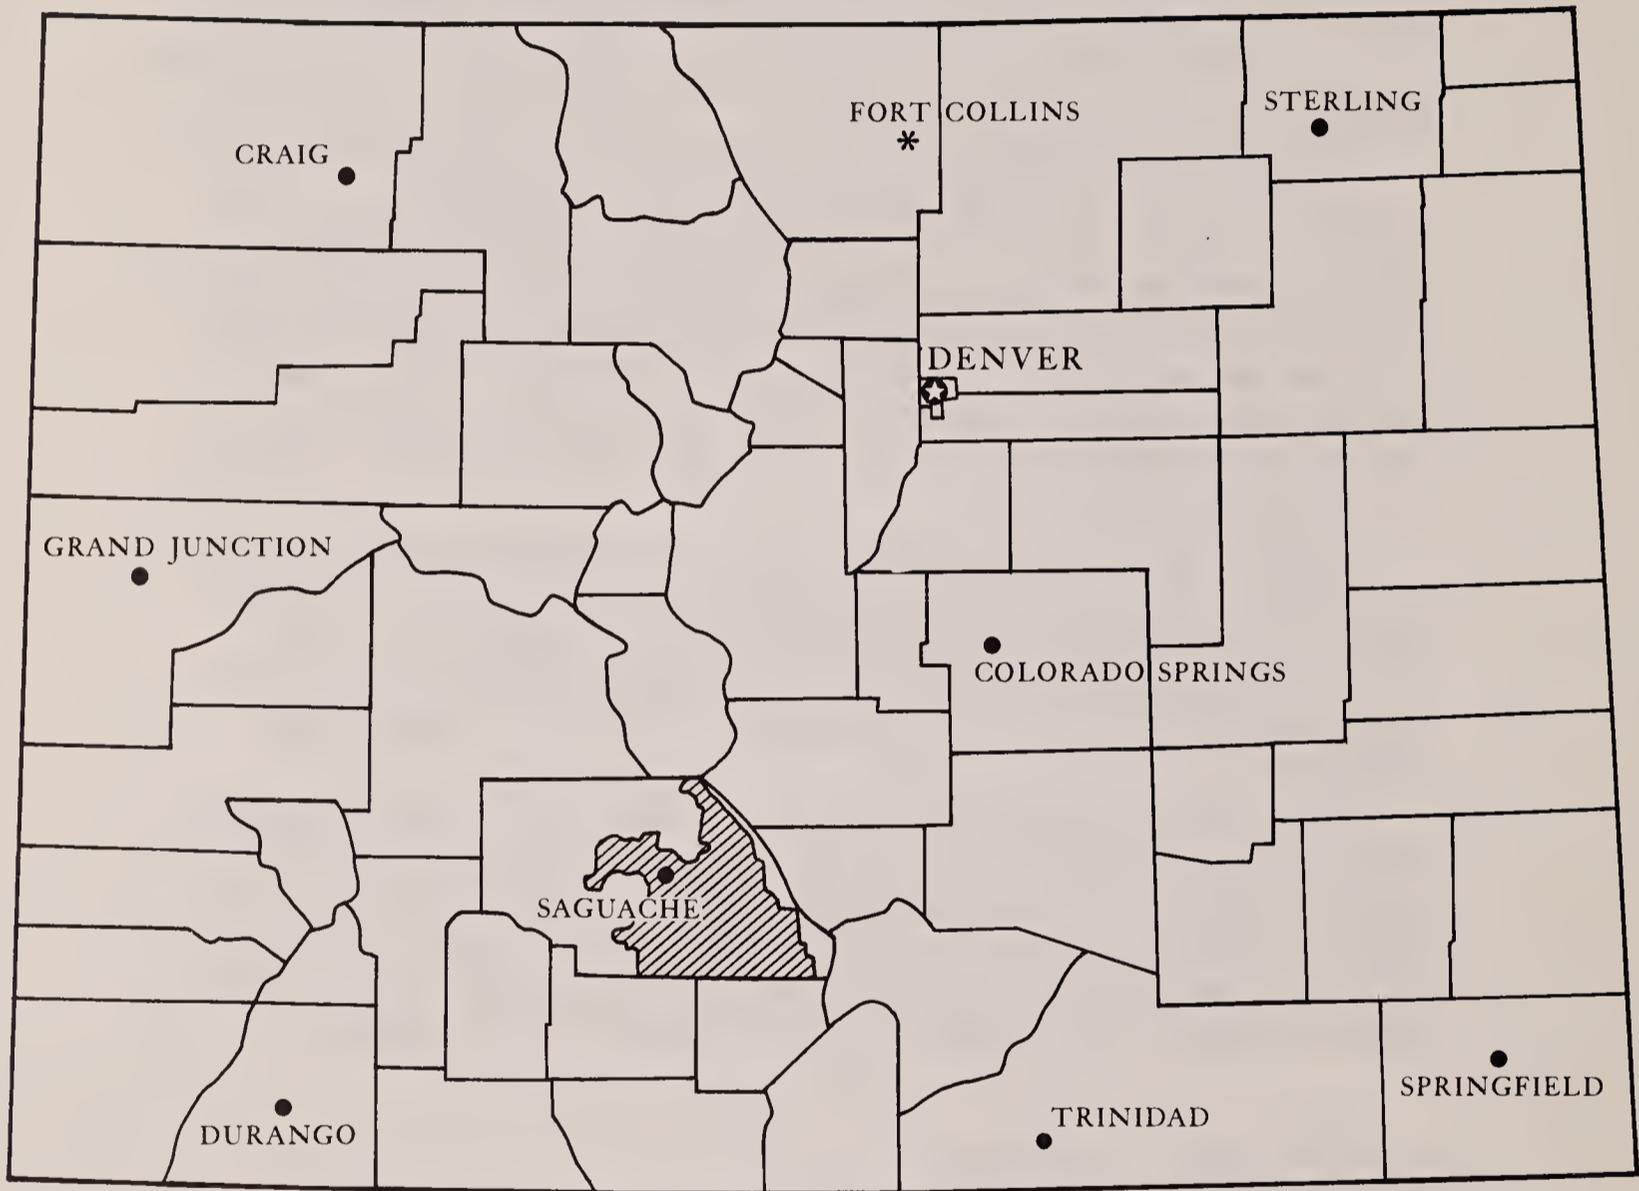 FORT COLLINS
STERLING
CRAIG
DENVER
GRAND JUNCTION
COLORADO SPRINGS
SAGUACHE
SPRINGFIELD
TRINIDAD
DURANGO